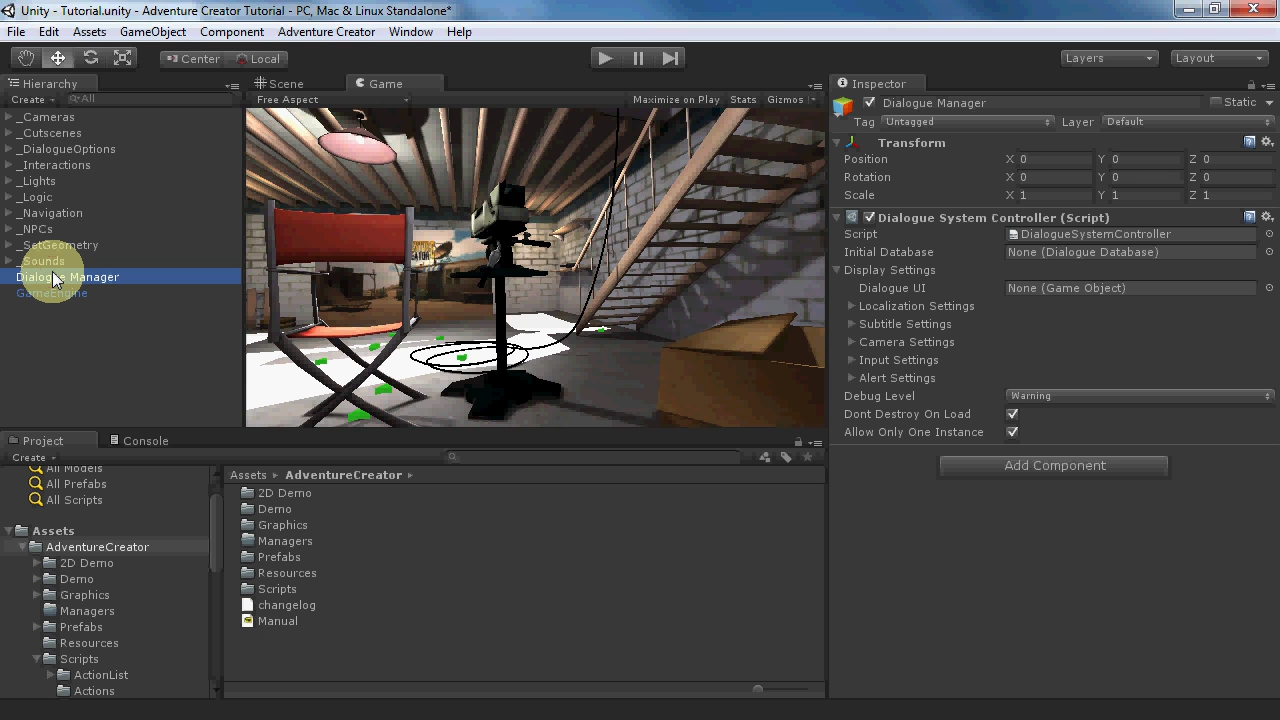 Unity - Tutorial.unity - Adventure Creator Tutorial - PC, Mac & Linux Standalone*
File Edit Assets GameObject Component Adventure Creator Window Help
Center Local Layers Layout
Hierarchy
Create All
_Cameras
_Cutscenes
_DialogueOptions
_Interactions
_Lights
_Logic
_Navigation
_NPCs
_SetGeometry
_Sounds
Dialogue Manager
GameEngine
Scene Game
Free Aspect Maximize on Play Stats Gizmos
Inspector
Dialogue Manager Static
Tag Untagged Layer Default
Transform
Position X 0 Y 0 Z 0
Rotation X 0 Y 0 Z 0
Scale X 1 Y 1 Z 1
Dialogue System Controller (Script)
Script DialogueSystemController
Initial Database None (Dialogue Database)
Display Settings
Dialogue UI None (Game Object)
Localization Settings
Subtitle Settings
Camera Settings
Input Settings
Alert Settings
Debug Level Warning
Dont Destroy On Load
Allow Only One Instance
Add Component
Project Console
Create
All Models
All Prefabs
All Scripts
Assets
AdventureCreator
2D Demo
Demo
Graphics
Managers
Prefabs
Resources
Scripts
ActionList
Actions
Assets AdventureCreator
2D Demo
Demo
Graphics
Managers
Prefabs
Resources
Scripts
changelog
Manual